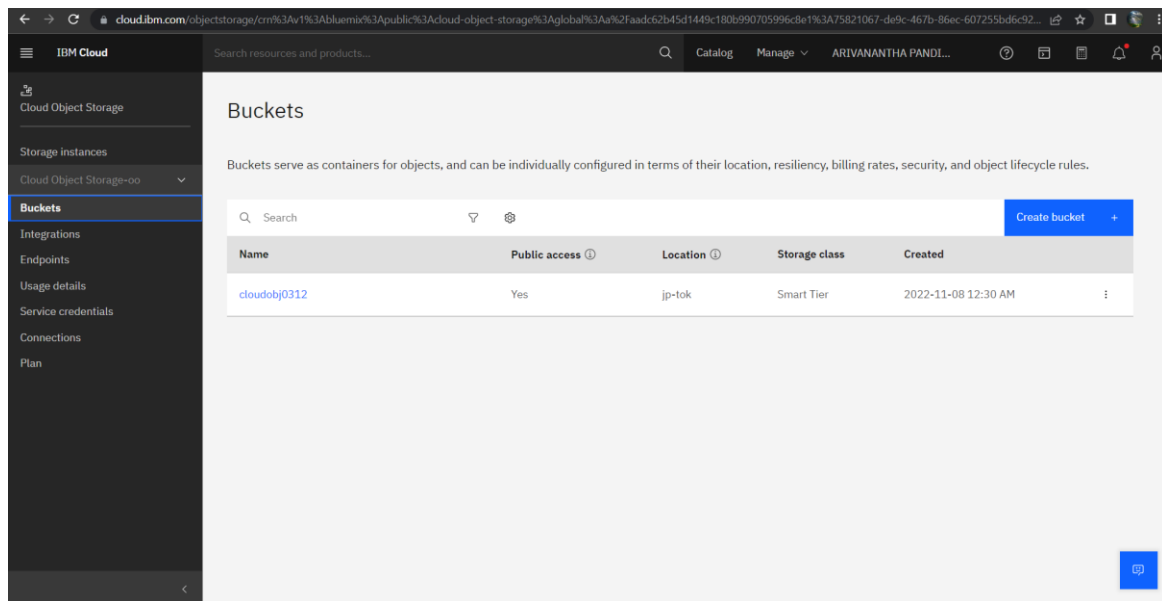 cloud.ibm.com/objectstorage/crn%3Av1%3Abluemix%3Apublic%3Acloud-object-storage%3Aglobal%3Aa%2Faadc62b45d1449c180b990705996c8e1%3A75821067-de9c-467b-86ec-607255bd6c92...
IBM Cloud
Search resources and products...
Catalog
Manage
ARIVANANTHA PANDI...
Cloud Object Storage
Storage instances
Cloud Object Storage-oo
Buckets
Integrations
Endpoints
Usage details
Service credentials
Connections
Plan
Buckets
Buckets serve as containers for objects, and can be individually configured in terms of their location, resiliency, billing rates, security, and object lifecycle rules.
Search
Create bucket +
Name Public access Location Storage class Created
cloudobj0312 Yes jp-tok Smart Tier 2022-11-08 12:30 AM